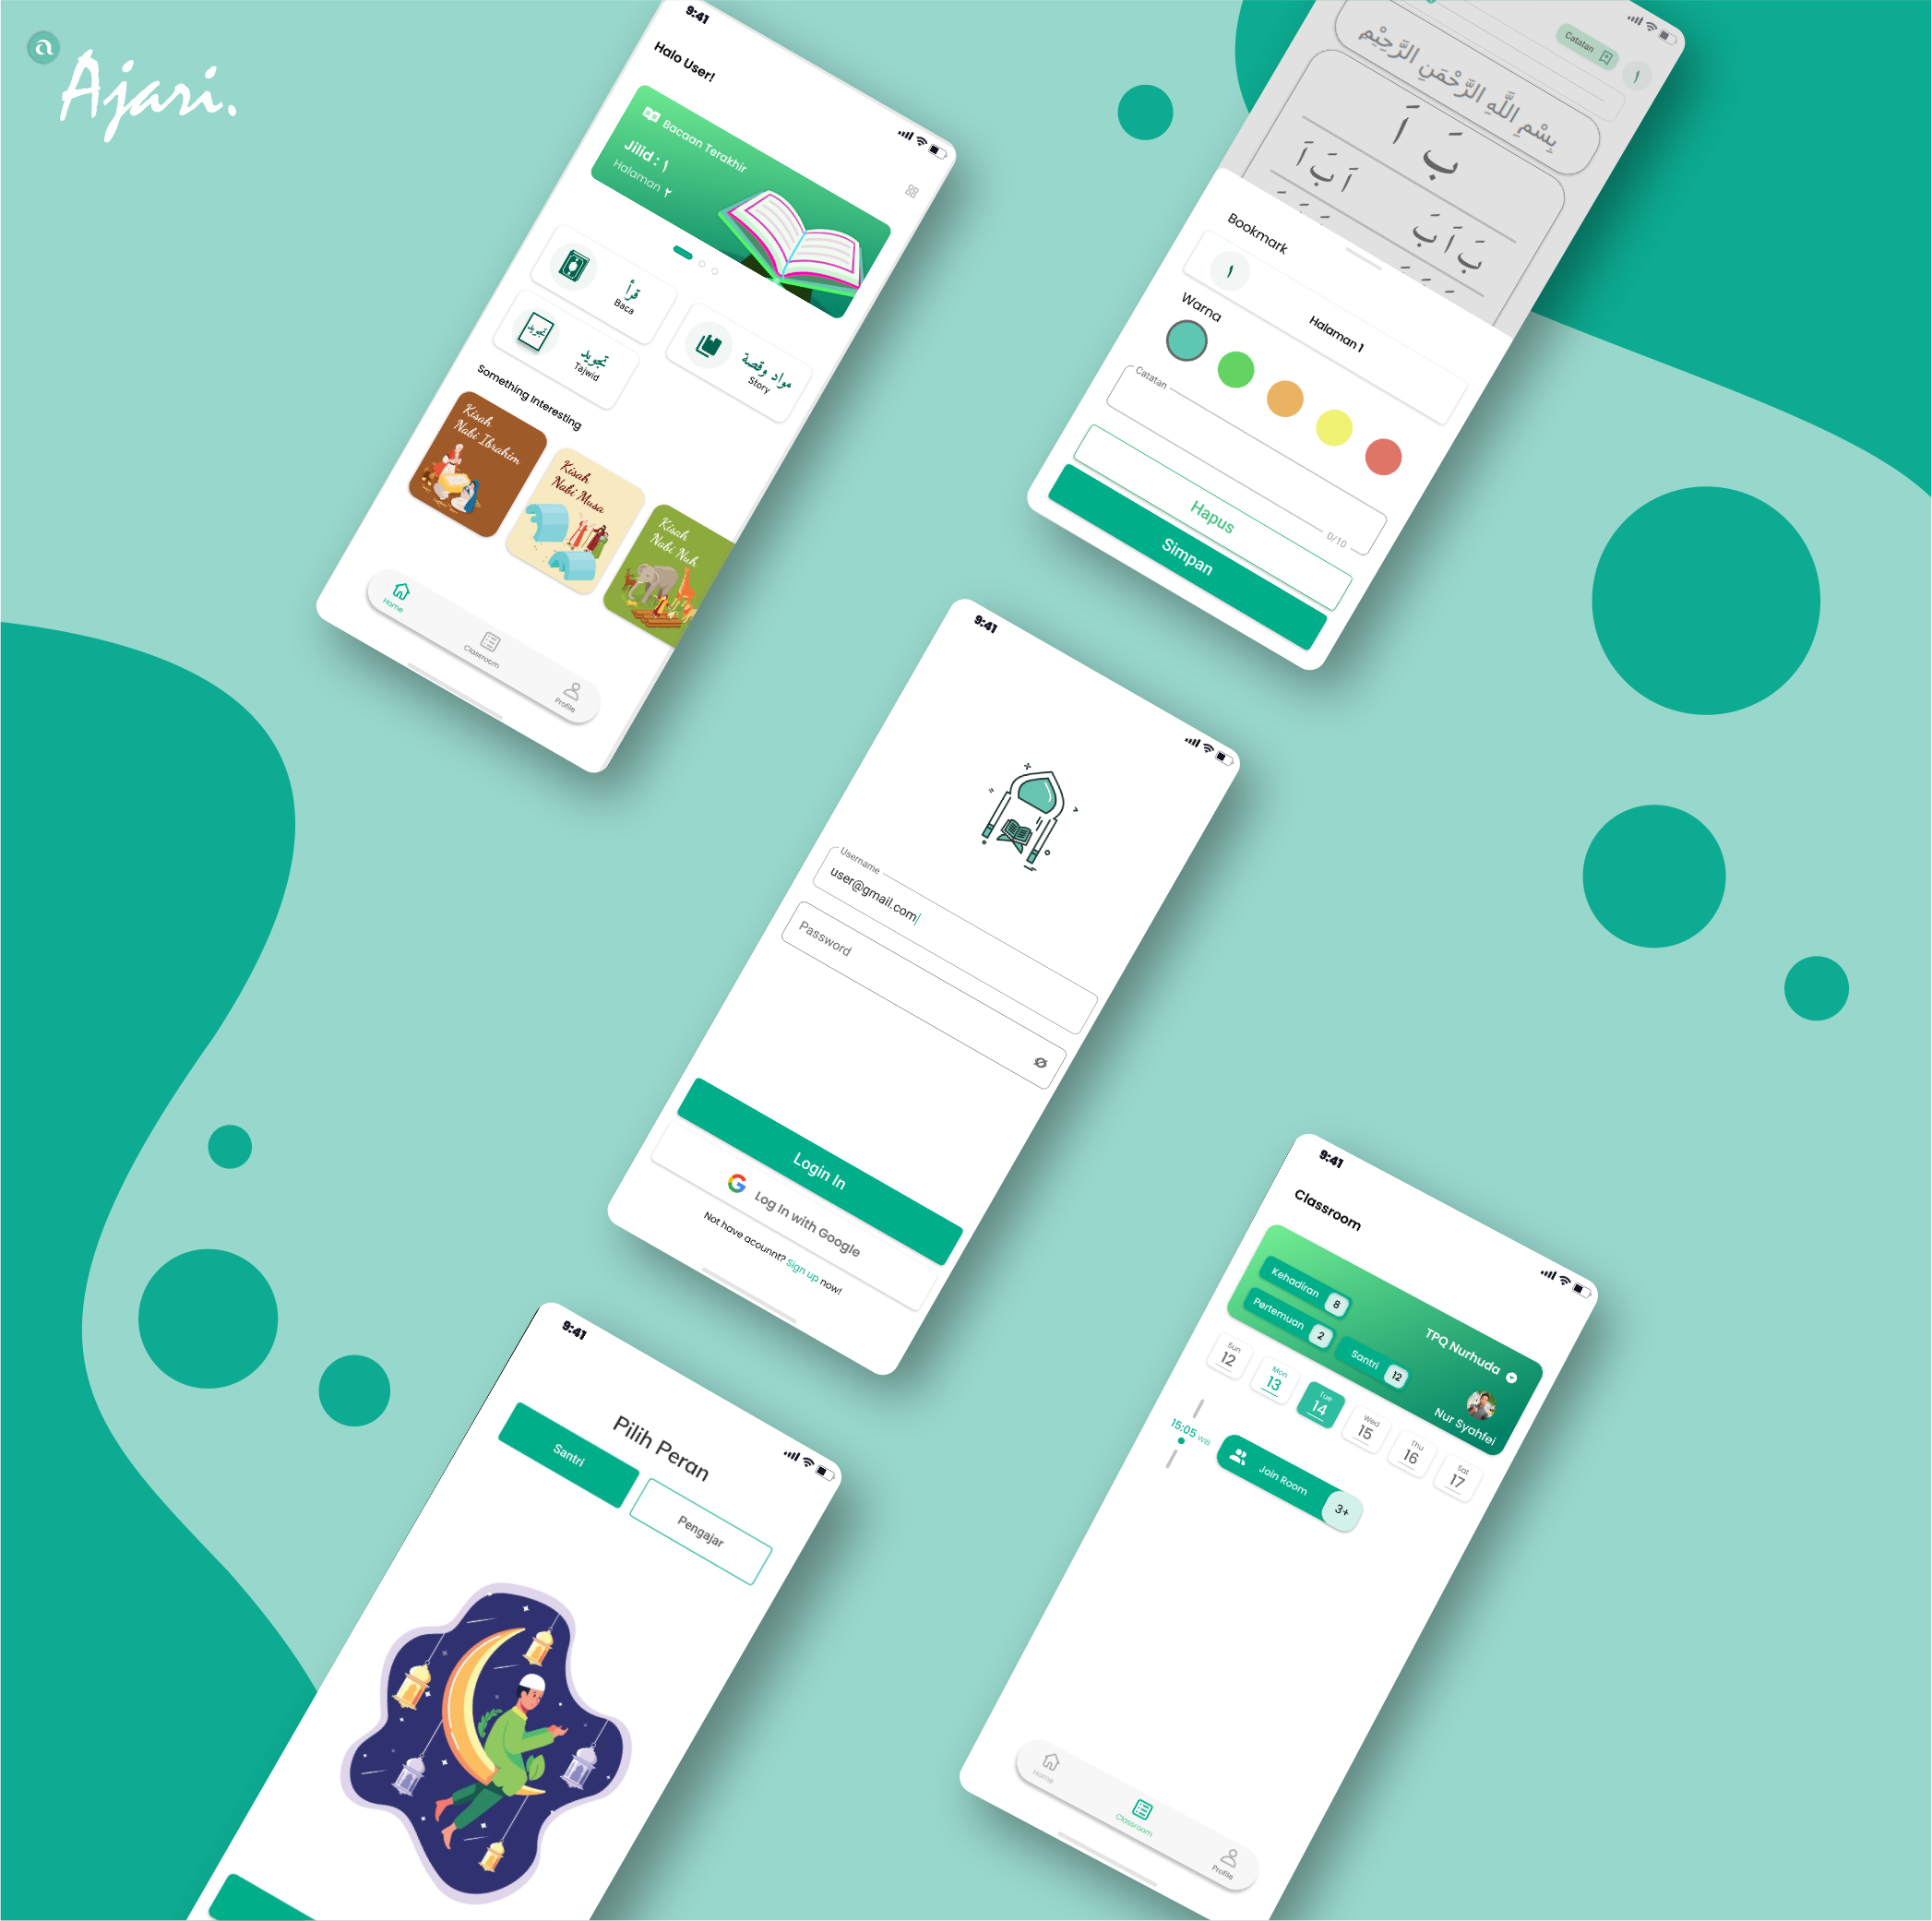 a
Ajari.
9:41
Halo User!
Bacaan Terakhir
Jilid : ١
Halaman ٢
قرأ
Baca
تجويد
Tajwid
مواد وقصة
Story
Something Interesting
Kisah
Nabi Ibrahim
Kisah
Nabi Musa
Kisah
Nabi Nuh
Home
Classroom
Profile
Catatan
١
بِسْمِ اللَّهِ الرَّحْمَنِ الرَّحِيْمِ
بَ اَ
اَ بَ اَ
بَ اَ بَ
Bookmark
١
Halaman 1
Warna
Catatan
0/10
Hapus
Simpan
9:41
Username
user@gmail.com
Password
Login In
Log In with Google
Not have acounnt? Sign up now!
9:41
Pilih Peran
Santri
Pengajar
9:41
Classroom
Kehadiran 8
Pertemuan 2
Santri 12
TPQ Nurhuda
Nur Syahfei
Sun
12
Mon
13
Tue
14
Wed
15
Thu
16
Sat
17
15:05 WIB
Join Room
3+
Home
Classroom
Profile